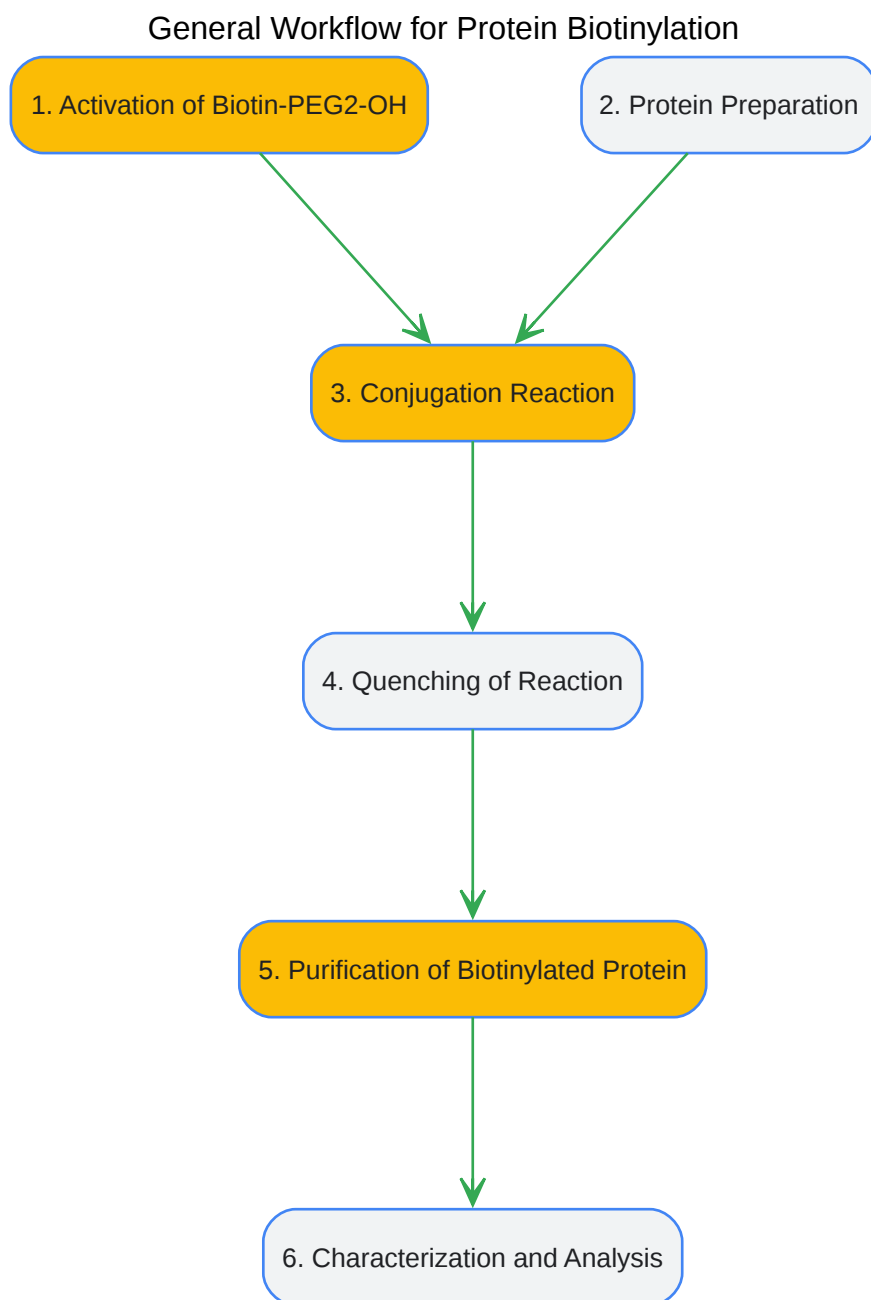 General Workflow for Protein Biotinylation
1. Activation of Biotin-PEG2-OH
2. Protein Preparation
3. Conjugation Reaction
4. Quenching of Reaction
5. Purification of Biotinylated Protein
6. Characterization and Analysis